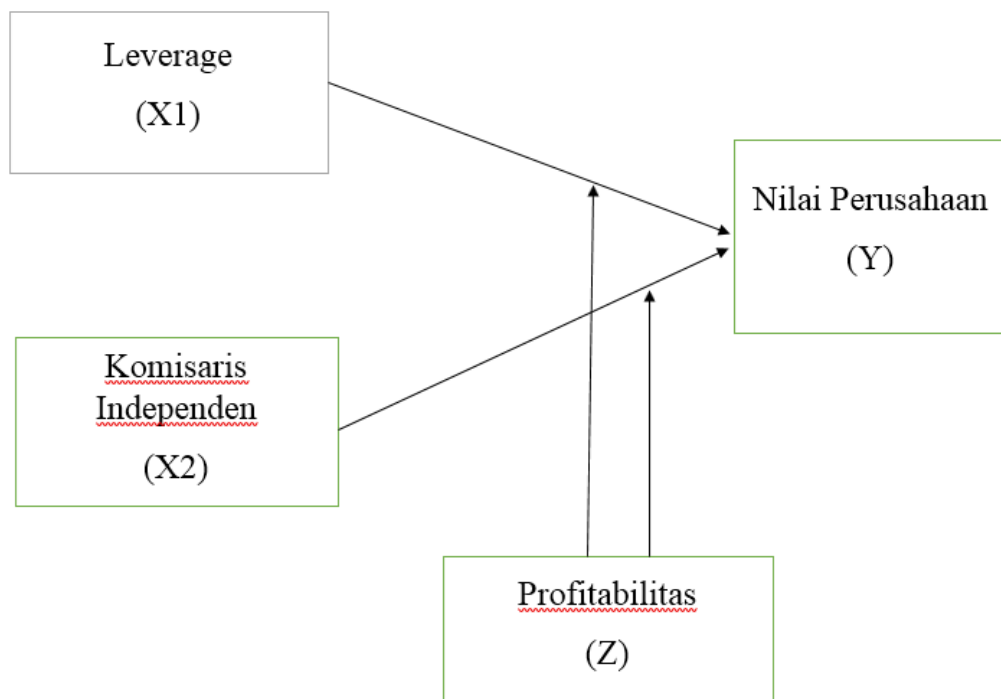 Leverage
(X1)
Nilai Perusahaan
(Y)
Komisaris
Independen
(X2)
Profitabilitas
(Z)